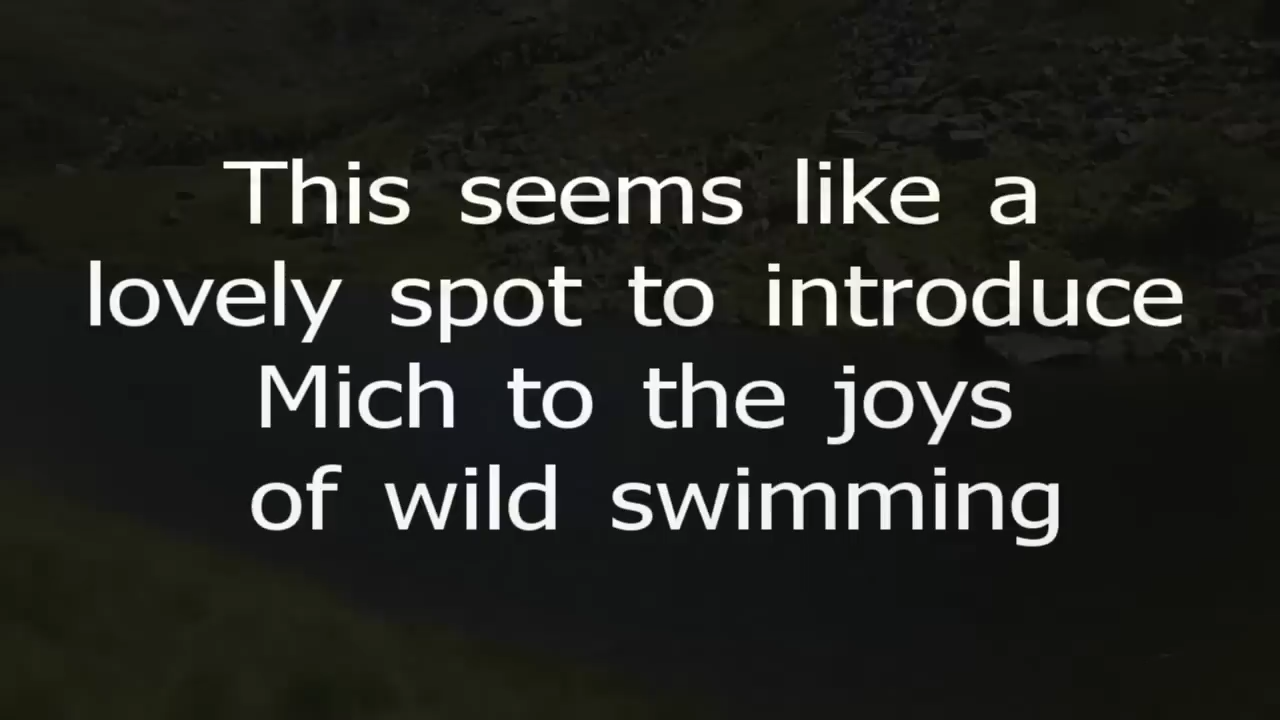 This seems like a
lovely spot to introduce
Mich to the joys
of wild swimming